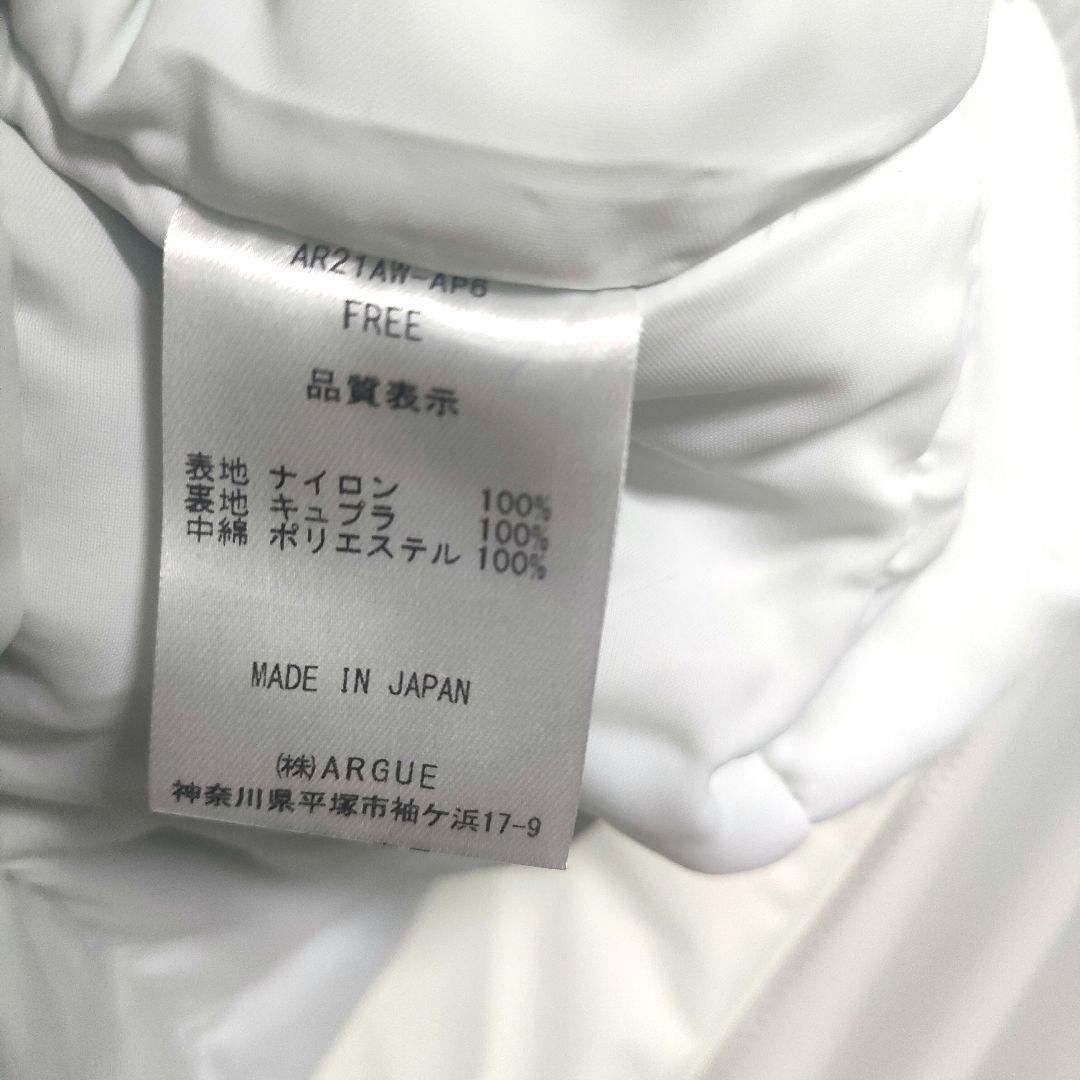 AR21AW-AP6
FREE
品質表示
表地 ナイロン 100%
裏地 キュプラ 100%
中綿 ポリエステル 100%
MADE IN JAPAN
㈱ARGUE
神奈川県平塚市袖ケ浜17-9